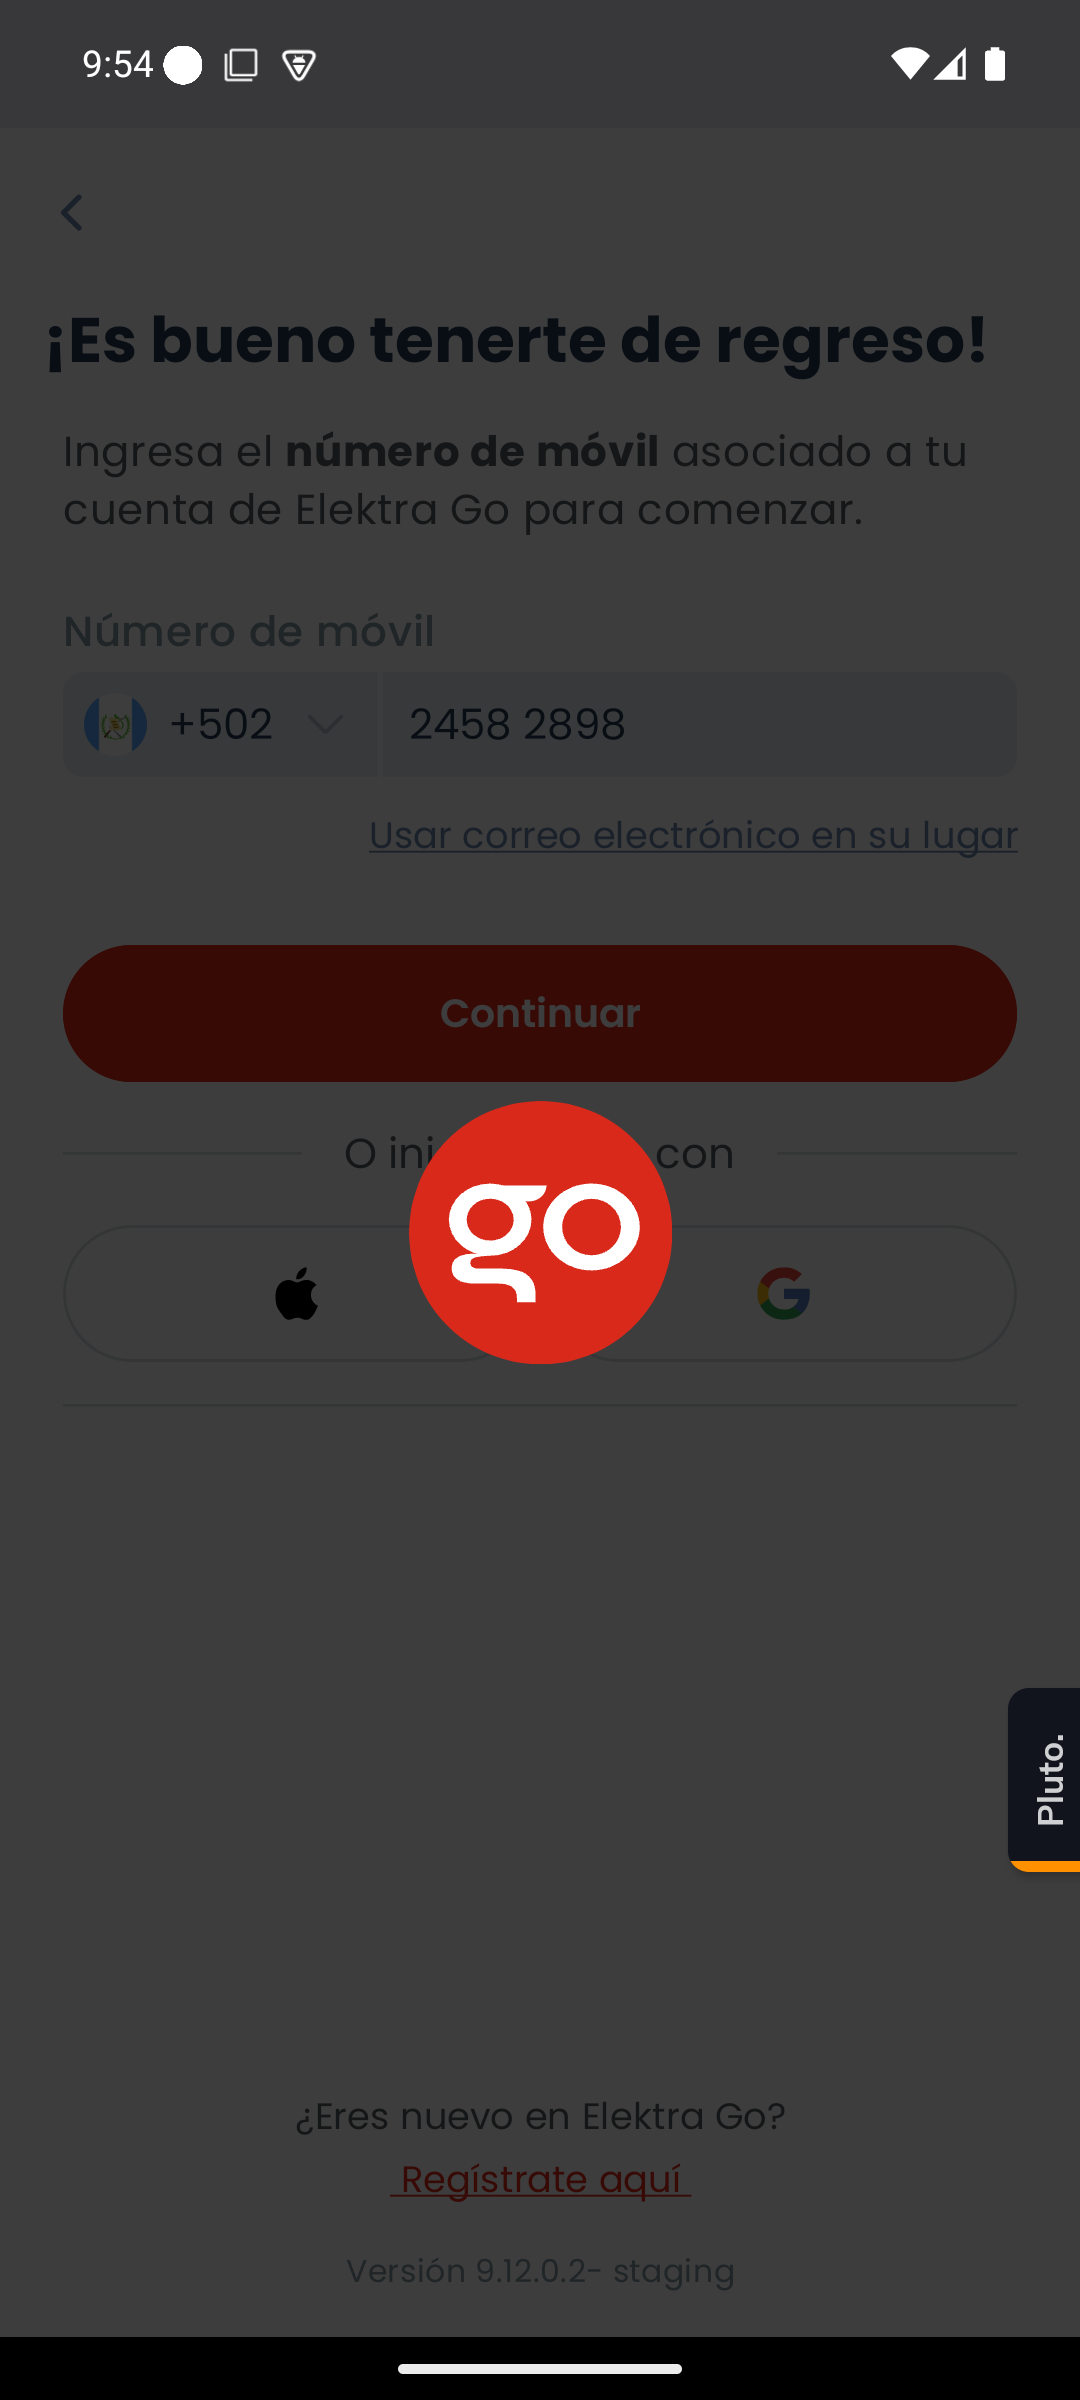 9:54
¡Es bueno tenerte de regreso!
Ingresa el número de móvil asociado a tu
cuenta de Elektra Go para comenzar.
Número de móvil
+502 2458 2898
Usar correo electrónico en su lugar
Continuar
O ini con
go
Pluto.
¿Eres nuevo en Elektra Go?
Regístrate aquí
Versión 9.12.0.2- staging